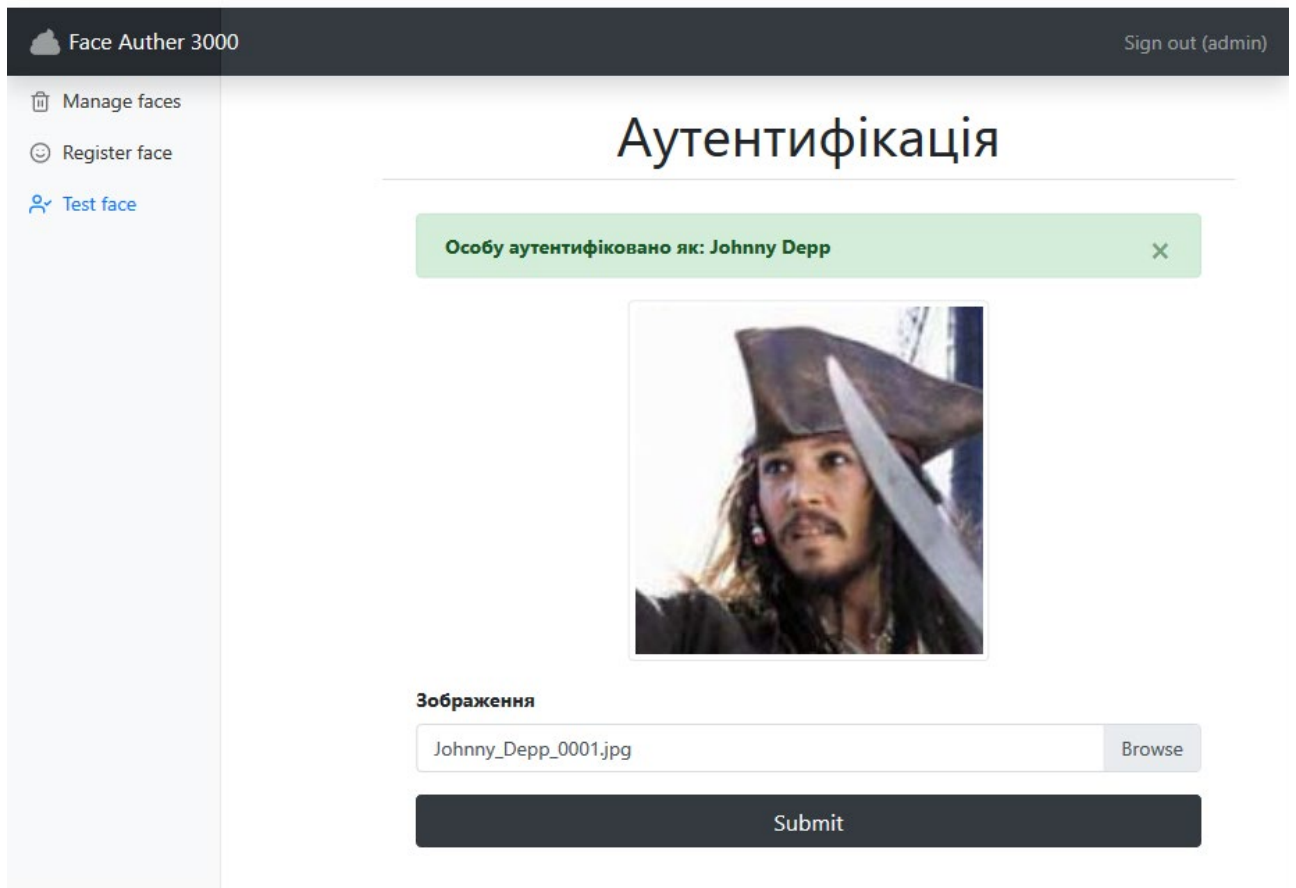 Face Auther 3000
Sign out (admin)
Manage faces
Register face
Test face
Аутентифікація
Особу аутентифіковано як: Johnny Depp
×
Зображення
Johnny_Depp_0001.jpg
Browse
Submit